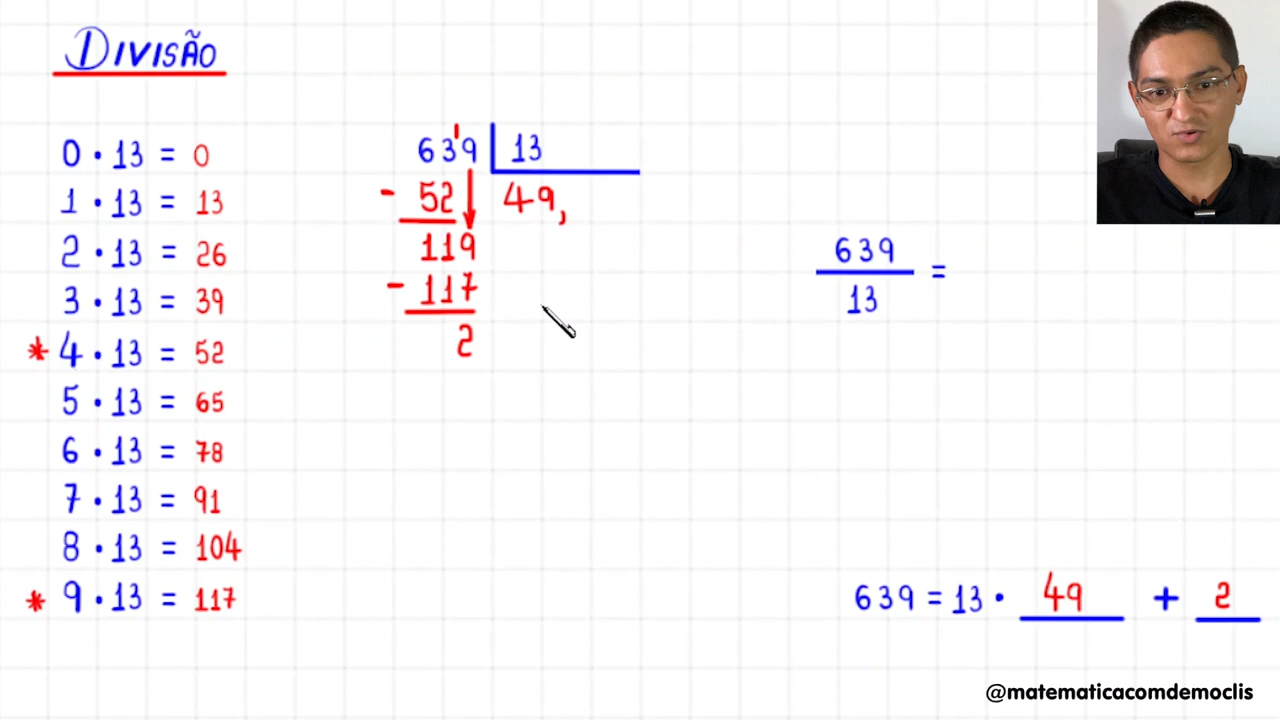 DIVISÃO
0 · 13 = 0
1 · 13 = 13
2 · 13 = 26
3 · 13 = 39
* 4 · 13 = 52
5 · 13 = 65
6 · 13 = 78
7 · 13 = 91
8 · 13 = 104
* 9 · 13 = 117
639 13
- 52 49,
119
- 117
2
639
13 =
639 = 13 · 49 + 2
@matematicacomdemoclis